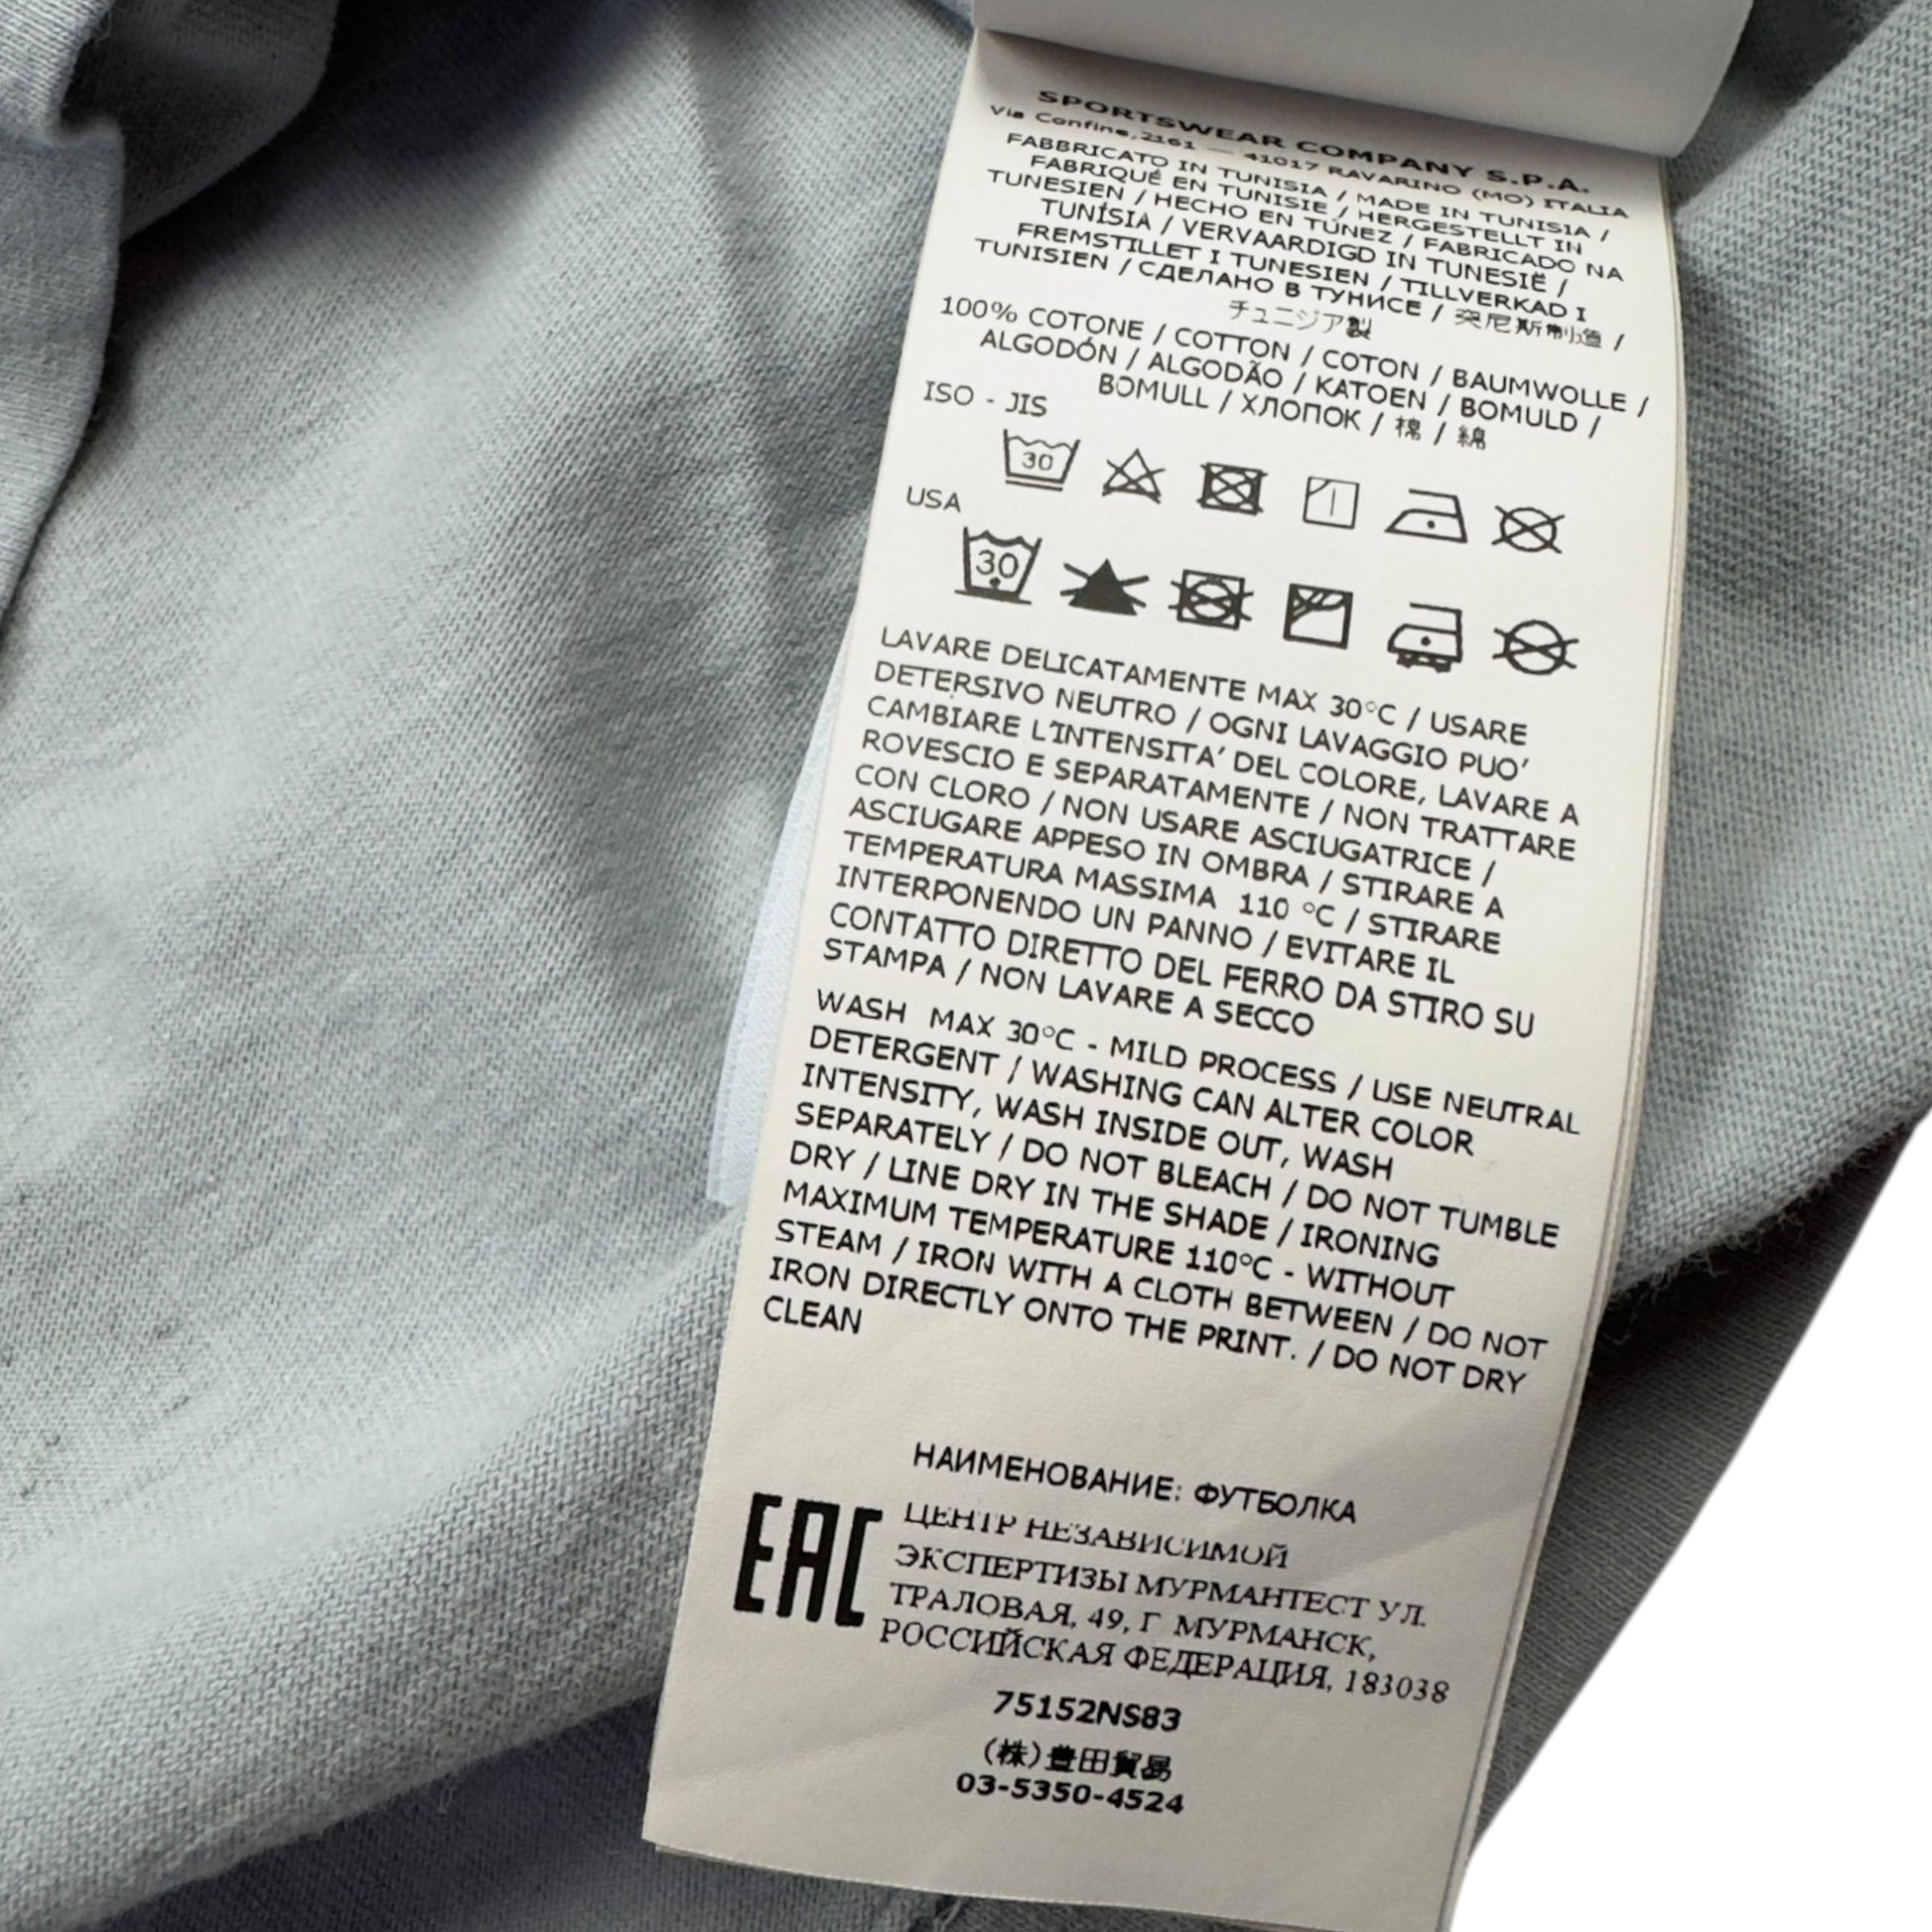 SPORTSWEAR COMPANY S.P.A.
Via Confine,2161 — 41017 RAVARINO (MO) ITALIA
FABBRICATO IN TUNISIA / MADE IN TUNISIA /
FABRIQUÉ EN TUNISIE / HERGESTELLT IN
TUNESIEN / HECHO EN TÚNEZ / FABRICADO NA
TUNÍSIA / VERVAARDIGD IN TUNESIË /
FREMSTILLET I TUNESIEN / TILLVERKAD I
TUNISIEN / СДЕЛАНО В ТУНИСЕ / 突尼斯制造 /
チュニジア製
100% COTONE / COTTON / COTON / BAUMWOLLE /
ALGODÓN / ALGODÃO / KATOEN / BOMULD /
BOMULL / ХЛОПОК / 棉 / 綿
ISO - JIS
30
USA
30
LAVARE DELICATAMENTE MAX 30°C / USARE
DETERSIVO NEUTRO / OGNI LAVAGGIO PUO'
CAMBIARE L'INTENSITA' DEL COLORE, LAVARE A
ROVESCIO E SEPARATAMENTE / NON TRATTARE
CON CLORO / NON USARE ASCIUGATRICE /
ASCIUGARE APPESO IN OMBRA / STIRARE A
TEMPERATURA MASSIMA 110 °C / STIRARE
INTERPONENDO UN PANNO / EVITARE IL
CONTATTO DIRETTO DEL FERRO DA STIRO SU
STAMPA / NON LAVARE A SECCO
WASH MAX 30°C - MILD PROCESS / USE NEUTRAL
DETERGENT / WASHING CAN ALTER COLOR
INTENSITY, WASH INSIDE OUT, WASH
SEPARATELY / DO NOT BLEACH / DO NOT TUMBLE
DRY / LINE DRY IN THE SHADE / IRONING
MAXIMUM TEMPERATURE 110°C - WITHOUT
STEAM / IRON WITH A CLOTH BETWEEN / DO NOT
IRON DIRECTLY ONTO THE PRINT. / DO NOT DRY
CLEAN
НАИМЕНОВАНИЕ: ФУТБОЛКА
EAC
ЦЕНТР НЕЗАВИСИМОЙ
ЭКСПЕРТИЗЫ МУРМАНТЕСТ УЛ.
ТРАЛОВАЯ, 49, Г МУРМАНСК,
РОССИЙСКАЯ ФЕДЕРАЦИЯ, 183038
75152NS83
(株)豊田貿易
03-5350-4524